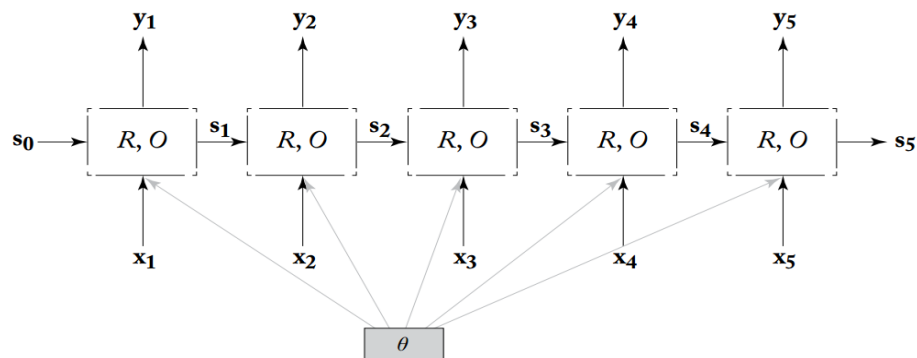 y1 y2 y3 y4 y5
s0 R, O s1 R, O s2 R, O s3 R, O s4 R, O s5
x1 x2 x3 x4 x5
θ